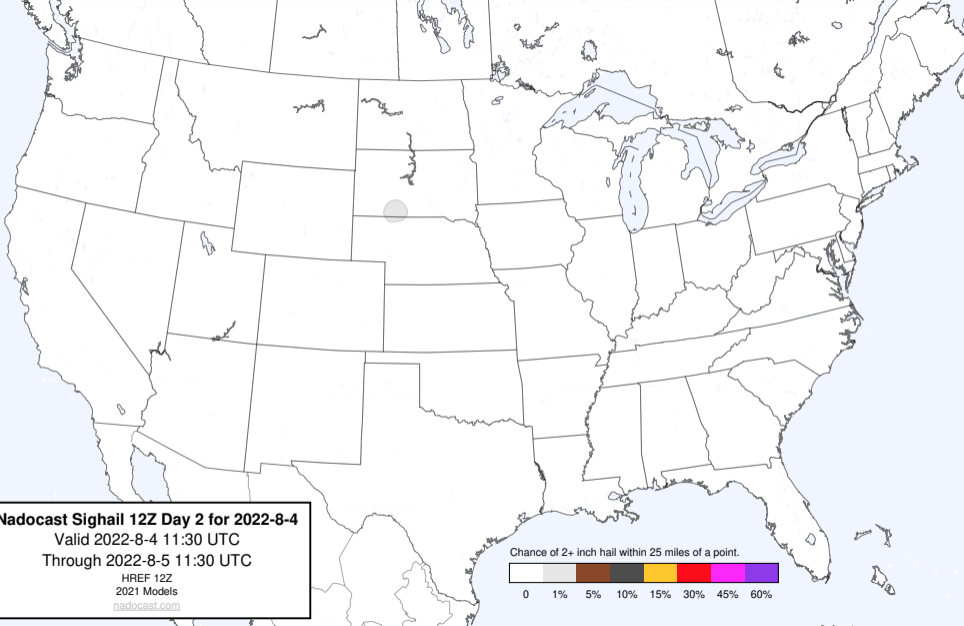 Nadocast Sighail 12Z Day 2 for 2022-8-4
Valid 2022-8-4 11:30 UTC
Through 2022-8-5 11:30 UTC
HREF 12Z
2021 Models
nadocast.com
Chance of 2+ inch hail within 25 miles of a point.
0 1% 5% 10% 15% 30% 45% 60%